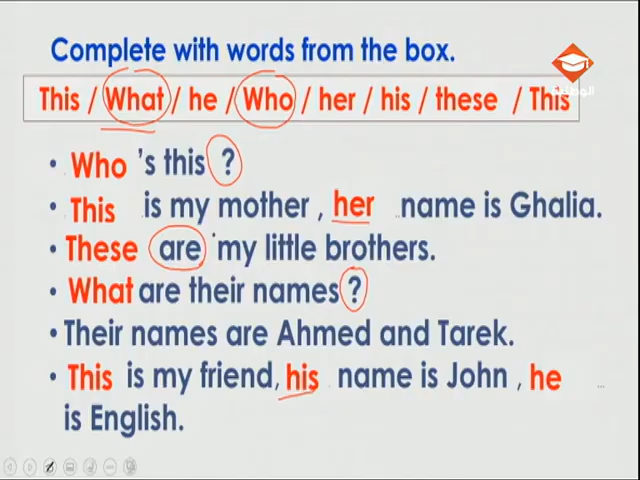 Complete with words from the box.
This / What / he / Who / her / his / these / This
الوطنية
• Who 's this ?
• This is my mother , her name is Ghalia.
• These are my little brothers.
• What are their names ?
• Their names are Ahmed and Tarek.
• This is my friend, his name is John , he
is English.